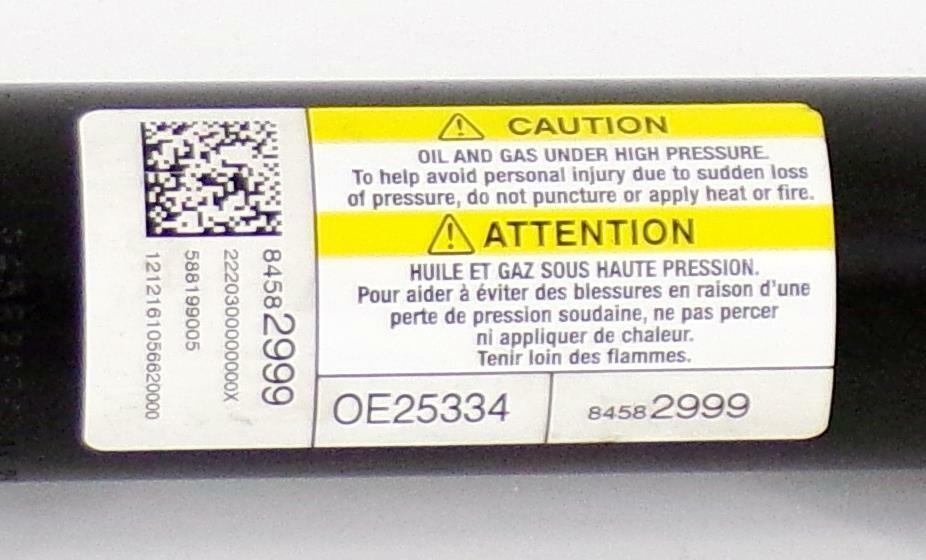 84582999
22203000000000X
588199005
1212161056620000
CAUTION
OIL AND GAS UNDER HIGH PRESSURE.
To help avoid personal injury due to sudden loss
of pressure, do not puncture or apply heat or fire.
ATTENTION
HUILE ET GAZ SOUS HAUTE PRESSION.
Pour aider à éviter des blessures en raison d'une
perte de pression soudaine, ne pas percer
ni appliquer de chaleur.
Tenir loin des flammes.
OE25334
84582999